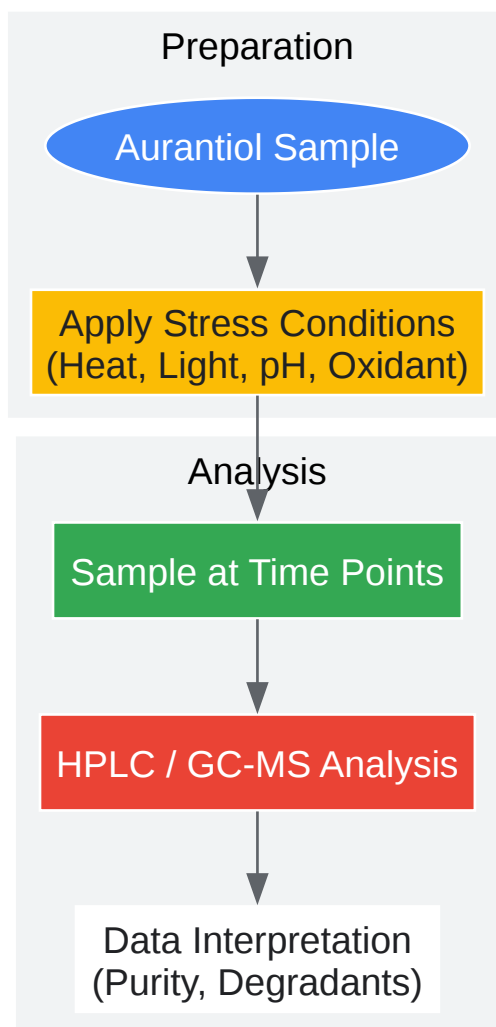 Preparation
Aurantiol Sample
Apply Stress Conditions
(Heat, Light, pH, Oxidant)
Analysis
Sample at Time Points
HPLC / GC-MS Analysis
Data Interpretation
(Purity, Degradants)